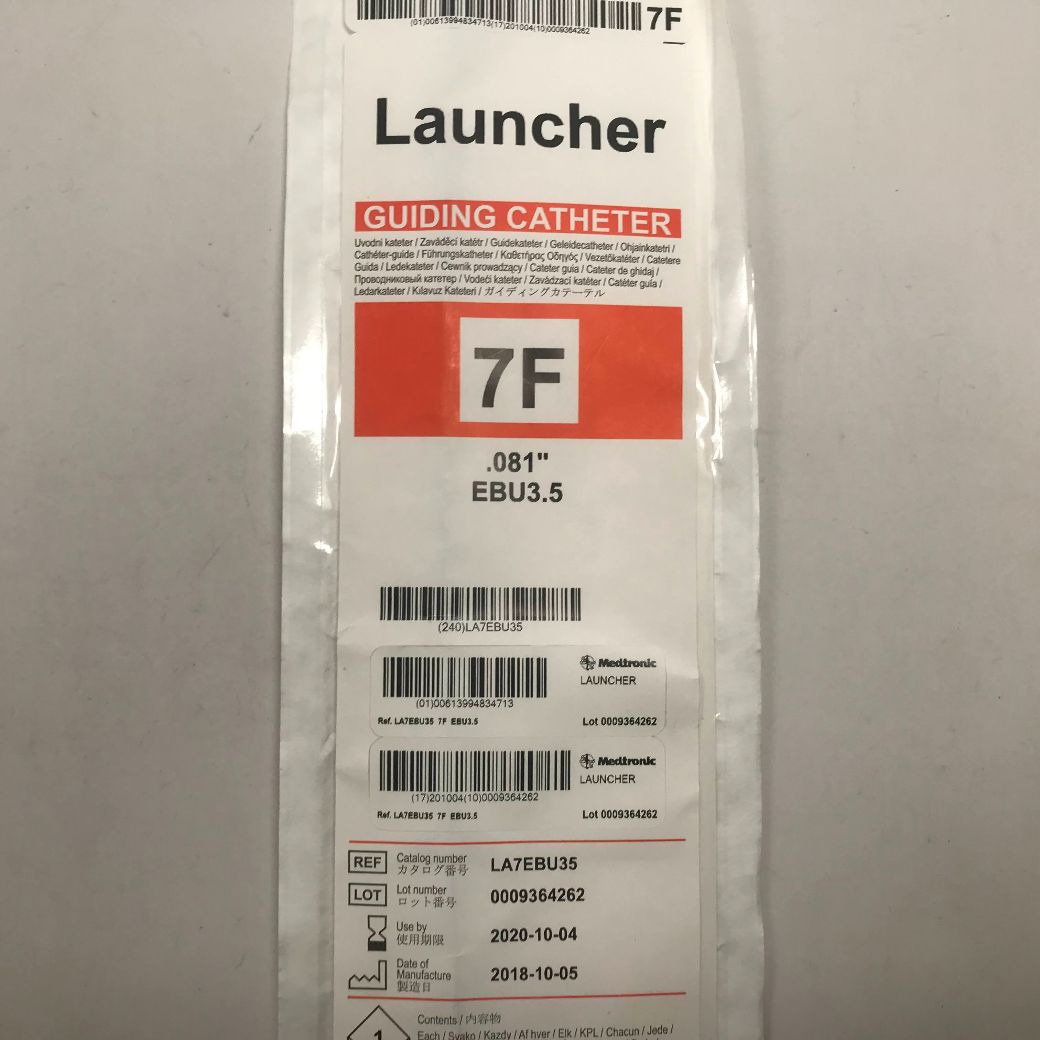 (01)00613994834713(17)201004(10)0009364262
7F
Launcher
GUIDING CATHETER
Uvodni kateter / Zaváděcí katétr / Guidekateter / Geleidecatheter / Ohjainkatetri /
Cathéter-guide / Führungskatheter / Καθετήρας Οδηγός / Vezetőkatéter / Catetere
Guida / Ledekateter / Cewnik prowadzący / Cateter guia / Cateter de ghidaj /
Проводниковый катетер / Vodeći kateter / Zavádzací katéter / Catéter guía /
Ledarkateter / Kılavuz Kateteri / ガイディングカテーテル
7F
.081"
EBU3.5
(240)LA7EBU35
Medtronic
LAUNCHER
(01)00613994834713
Ref. LA7EBU35 7F EBU3.5
Lot 0009364262
Medtronic
LAUNCHER
(17)201004(10)0009364262
Ref. LA7EBU35 7F EBU3.5
Lot 0009364262
REF Catalog number LA7EBU35
カタログ番号
LOT Lot number 0009364262
ロット番号
Use by 2020-10-04
使用期限
Date of
Manufacture 2018-10-05
製造日
1
Contents / 内容物
Each / Svako / Kazdy / Af hver / Elk / KPL / Chacun / Jede /